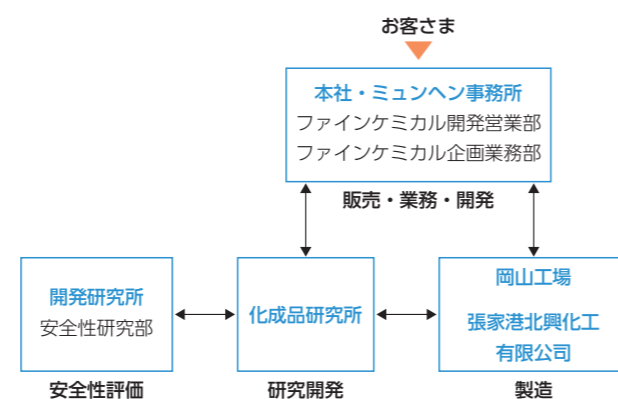 お客さま
本社・ミュンヘン事務所
ファインケミカル開発営業部
ファインケミカル企画業務部
販売・業務・開発
開発研究所
安全性研究部
安全性評価
化成品研究所
研究開発
岡山工場
張家港北興化工
有限公司
製造